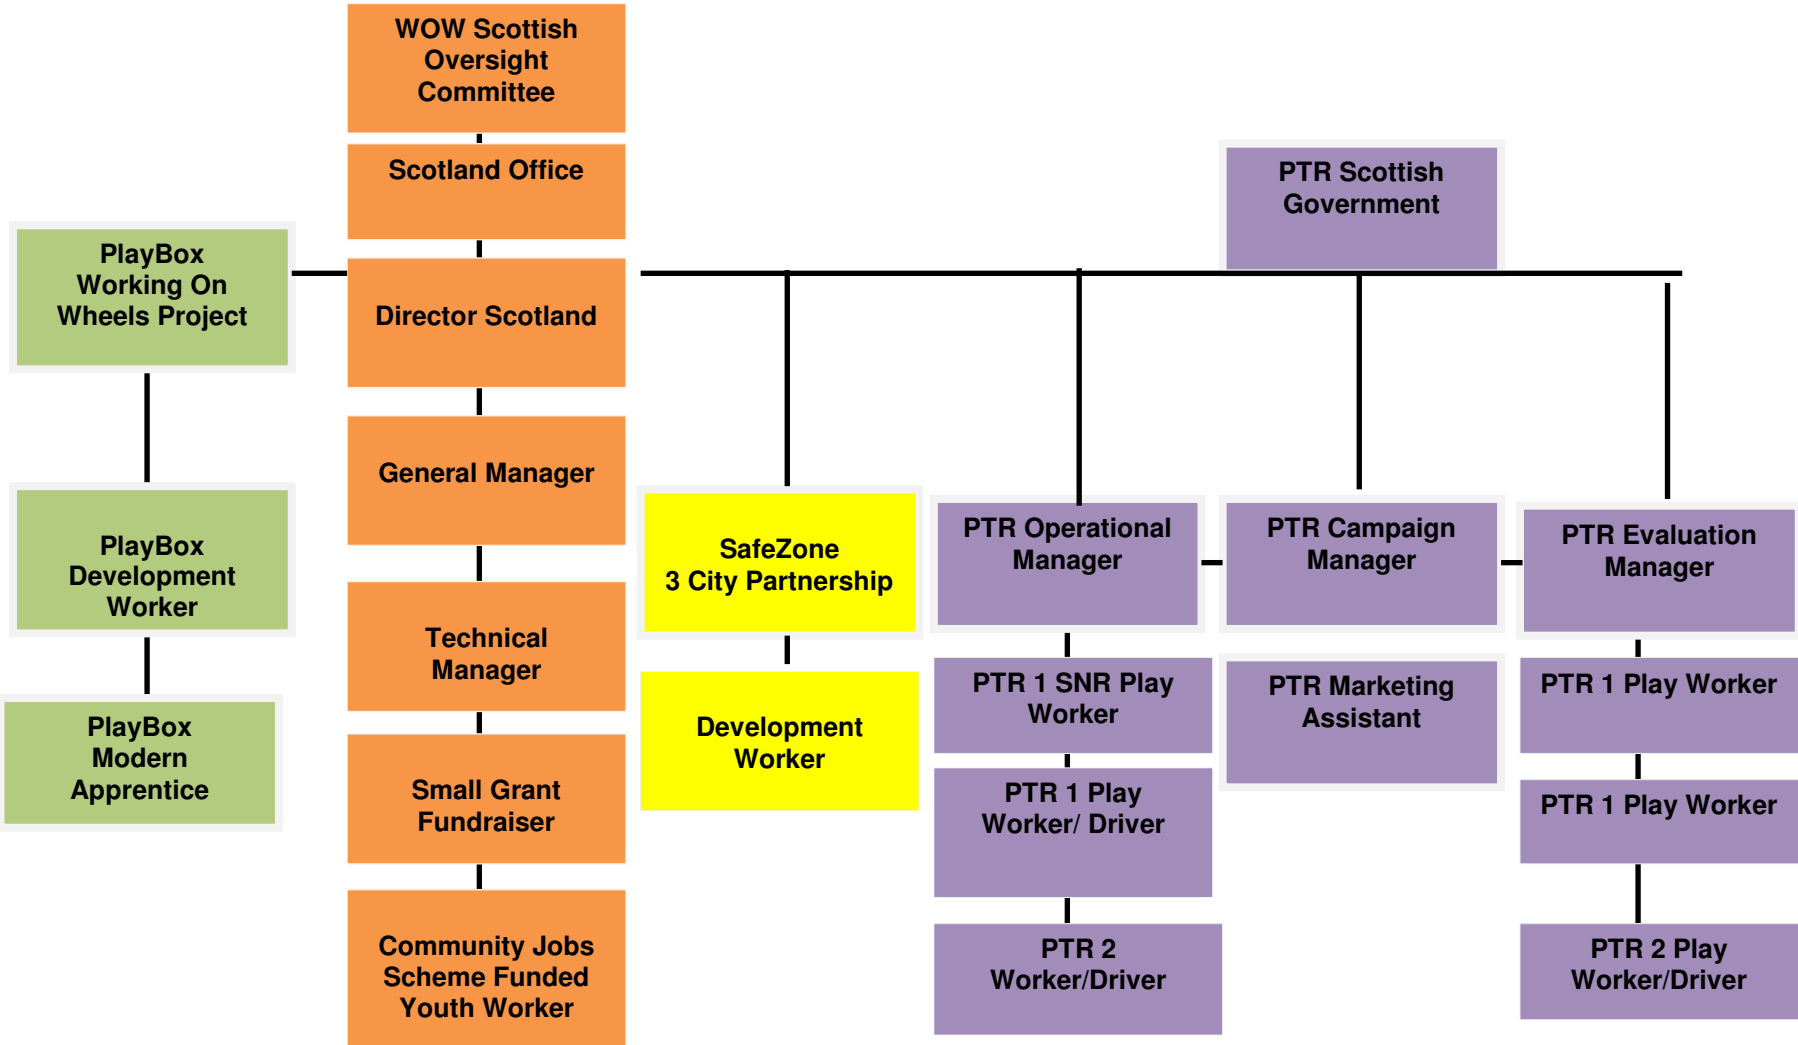 WOW Scottish
Oversight
Committee
Scotland Office
PTR Scottish
Government
PlayBox
Working On
Wheels Project
Director Scotland
General Manager
PlayBox
Development
Worker
SafeZone
3 City Partnership
PTR Operational
Manager
PTR Campaign
Manager
PTR Evaluation
Manager
Technical
Manager
PTR 1 SNR Play
Worker
PTR Marketing
Assistant
PTR 1 Play Worker
PlayBox
Modern
Apprentice
Development
Worker
Small Grant
Fundraiser
PTR 1 Play
Worker/ Driver
PTR 1 Play Worker
Community Jobs
Scheme Funded
Youth Worker
PTR 2
Worker/Driver
PTR 2 Play
Worker/Driver